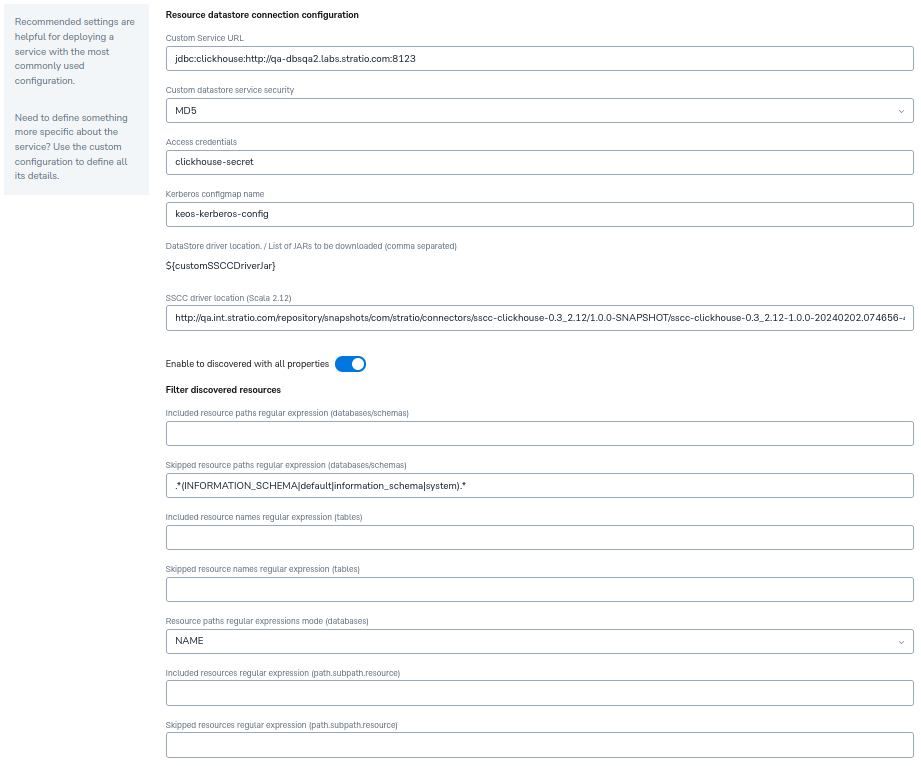 Recommended settings are
helpful for deploying a
service with the most
commonly used
configuration.
Need to define something
more specific about the
service? Use the custom
configuration to define all
its details.
Resource datastore connection configuration
Custom Service URL
jdbc:clickhouse:http://qa-dbsqa2.labs.stratio.com:8123
Custom datastore service security
MD5
Access credentials
clickhouse-secret
Kerberos configmap name
keos-kerberos-config
DataStore driver location. / List of JARs to be downloaded (comma separated)
${customSSCCDriverJar}
SSCC driver location (Scala 2.12)
http://qa.int.stratio.com/repository/snapshots/com/stratio/connectors/sscc-clickhouse-0.3_2.12/1.0.0-SNAPSHOT/sscc-clickhouse-0.3_2.12-1.0.0-20240202.074656-
Enable to discovered with all properties
Filter discovered resources
Included resource paths regular expression (databases/schemas)
Skipped resource paths regular expression (databases/schemas)
.*(INFORMATION_SCHEMA|default|information_schema|system).*
Included resource names regular expression (tables)
Skipped resource names regular expression (tables)
Resource paths regular expressions mode (databases)
NAME
Included resources regular expression (path.subpath.resource)
Skipped resources regular expression (path.subpath.resource)